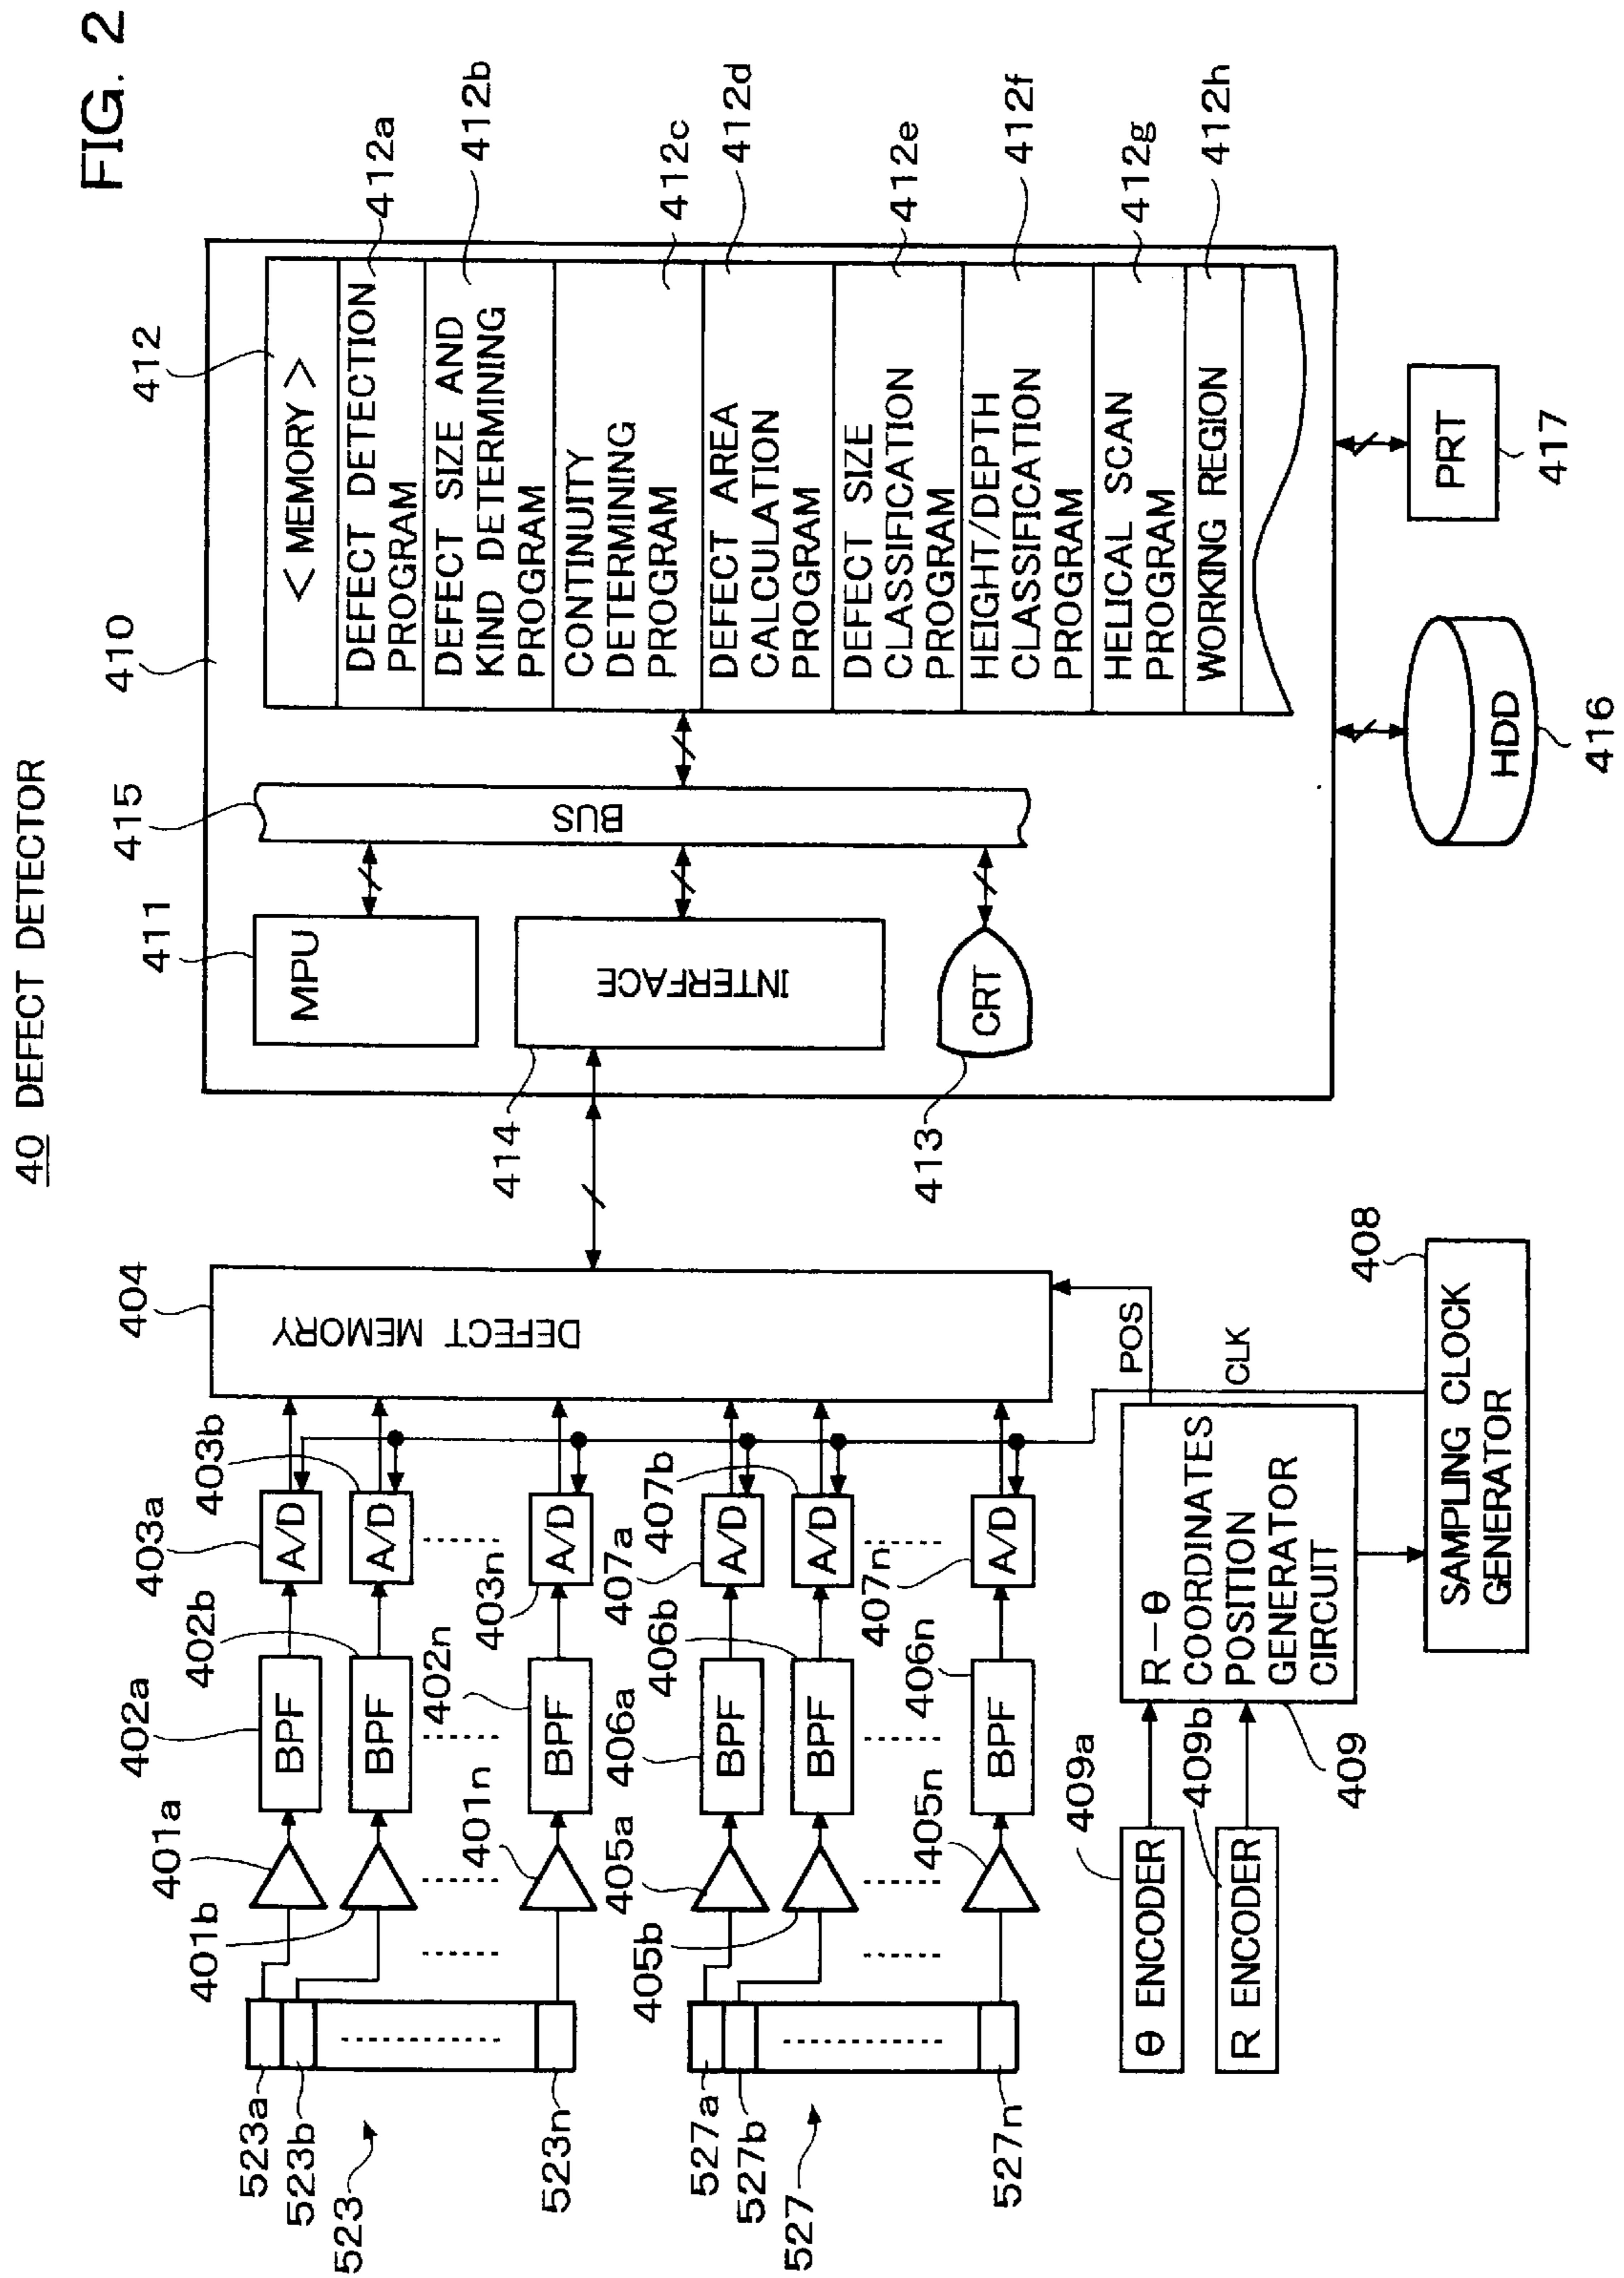 FIG. 2
40 DEFECT DETECTOR
523a
523b
523
523n
527a
527b
527
527n
401a
401b
401n
405a
405b
405n
402a
BPF
402b
BPF
402n
BPF
406a
BPF
406b
BPF
406n
BPF
403a
A/D
403b
A/D
403n
A/D
407a
A/D
407b
A/D
407n
A/D
404
DEFECT MEMORY
POS
CLK
θ ENCODER
409a
R ENCODER
409b
R-θ
COORDINATES
POSITION
GENERATOR
CIRCUIT
409
408
SAMPLING CLOCK
GENERATOR
410
411
MPU
414
INTERFACE
413
CRT
415
BUS
412
<MEMORY>
DEFECT DETECTION
PROGRAM
412a
DEFECT SIZE AND
KIND DETERMINING
PROGRAM
412b
CONTINUITY
DETERMINING
PROGRAM
412c
DEFECT AREA
CALCULATION
PROGRAM
412d
DEFECT SIZE
CLASSIFICATION
PROGRAM
412e
HEIGHT/DEPTH
CLASSIFICATION
PROGRAM
412f
HELICAL SCAN
PROGRAM
412g
WORKING REGION
412h
HDD
416
PRT
417